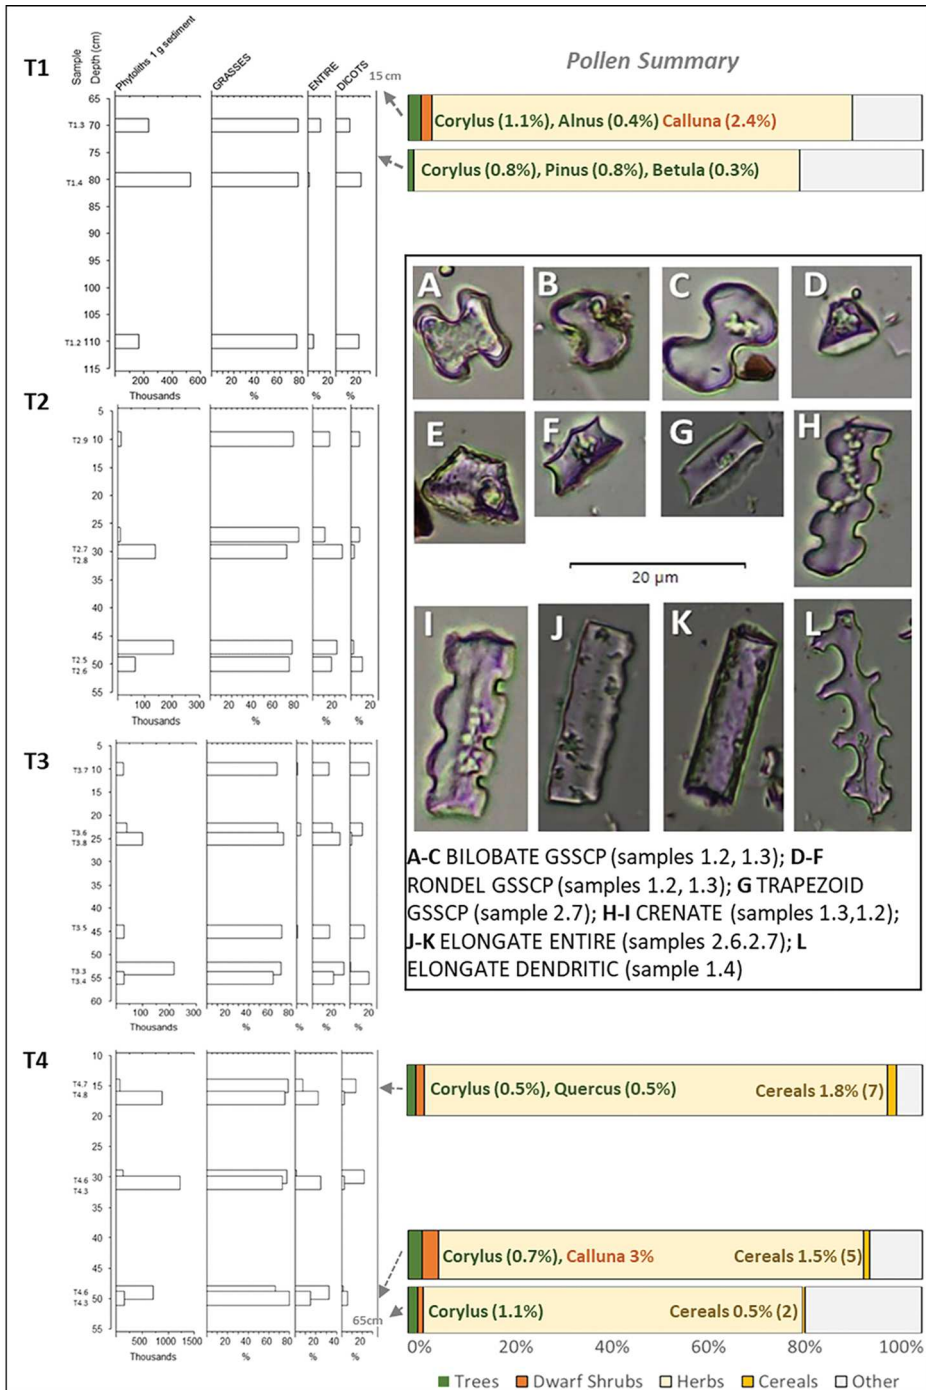 Pollen Summary
T1
Sample
Depth (cm)
Phytoliths 1 g sediment
GRASSES
ENTIRE
DICOTS
15 cm
65
T1.3 70
75
T1.4 80
85
90
95
100
105
T1.2 110
115
200 400 600
20 40 60 80
20
20
Thousands % % %
Corylus (1.1%), Alnus (0.4%) Calluna (2.4%)
Corylus (0.8%), Pinus (0.8%), Betula (0.3%)
T2
5
T2.9 10
15
20
25
T2.7
30
T2.8
35
40
45
T2.5
50
T2.6
55
0 100 200 300
20 40 60 80
20
20
Thousands % % %
A B C D
E F G H
20 µm
I J K L
A-C BILOBATE GSSCP (samples 1.2, 1.3); D-F
RONDEL GSSCP (samples 1.2, 1.3); G TRAPEZOID
GSSCP (sample 2.7); H-I CRENATE (samples 1.3,1.2);
J-K ELONGATE ENTIRE (samples 2.6.2.7); L
ELONGATE DENDRITIC (sample 1.4)
T3
5
T3.7 10
15
20
T3.6
25
T3.8
30
35
40
T3.5 45
50
T3.3
55
T3.4
60
0 100 200 300
20 40 60 80
20
20
Thousands % % %
T4
10
T4.7 15
T4.8
20
25
T4.6 30
T4.3
35
40
45
T4.6
50
T4.3
55
500 1000
20 40 60 80
20 40
20
Thousands % % %
65cm
Corylus (0.5%), Quercus (0.5%) Cereals 1.8% (7)
Corylus (0.7%), Calluna 3% Cereals 1.5% (5)
Corylus (1.1%) Cereals 0.5% (2)
0% 20% 40% 60% 80% 100%
Trees Dwarf Shrubs Herbs Cereals Other